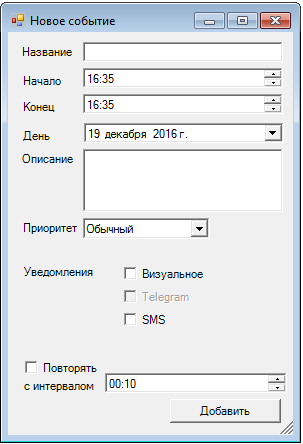 Новое событие
Название
Начало 16:35
Конец 16:35
День 19 декабря 2016 г.
Описание
Приоритет Обычный
Уведомления Визуальное
Telegram
SMS
Повторять
с интервалом 00:10
Добавить